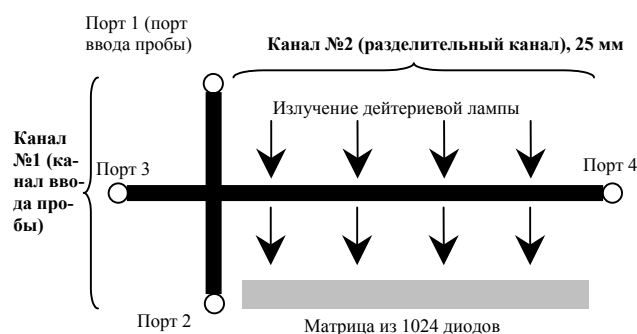 Порт 1 (порт
ввода пробы)
Канал №2 (разделительный канал), 25 мм
Излучение дейтериевой лампы
Канал
№1 (ка-
нал вво-
да про-
бы)
Порт 3
Порт 4
Порт 2
Матрица из 1024 диодов